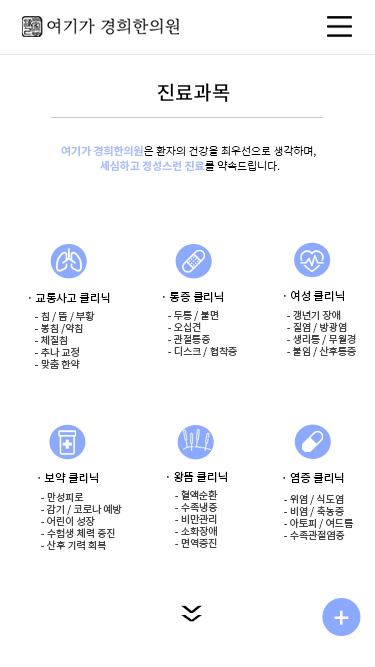 여기가 경희한의원
진료과목
여기가 경희한의원은 환자의 건강을 최우선으로 생각하며,
세심하고 정성스런 진료를 약속드립니다.
· 교통사고 클리닉
- 침 / 뜸 / 부황
- 봉침 /약침
- 체질침
- 추나 교정
- 맞춤 한약
· 통증 클리닉
- 두통 / 불면
- 오십견
- 관절통증
- 디스크 / 협착증
· 여성 클리닉
- 갱년기 장애
- 질염 / 방광염
- 생리통 / 무월경
- 불임 / 산후통증
· 보약 클리닉
- 만성피로
- 감기 / 코로나 예방
- 어린이 성장
- 수험생 체력 증진
- 산후 기력 회복
· 왕뜸 클리닉
- 혈액순환
- 수족냉증
- 비만관리
- 소화장애
- 면역증진
· 염증 클리닉
- 위염 / 식도염
- 비염 / 축농증
- 아토피 / 여드름
- 수족관절염증